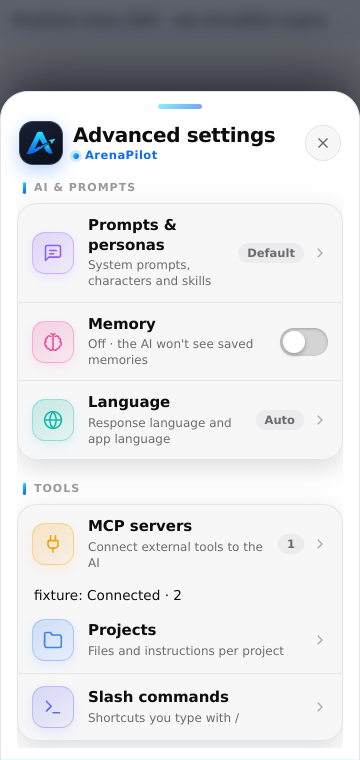 Advanced settings
ArenaPilot
AI & PROMPTS
Prompts &
personas
Default
System prompts,
characters and skills
Memory
Off · the AI won't see saved
memories
Language
Response language and
app language
Auto
TOOLS
MCP servers
Connect external tools to the
AI
1
fixture: Connected · 2
Projects
Files and instructions per project
Slash commands
Shortcuts you type with /